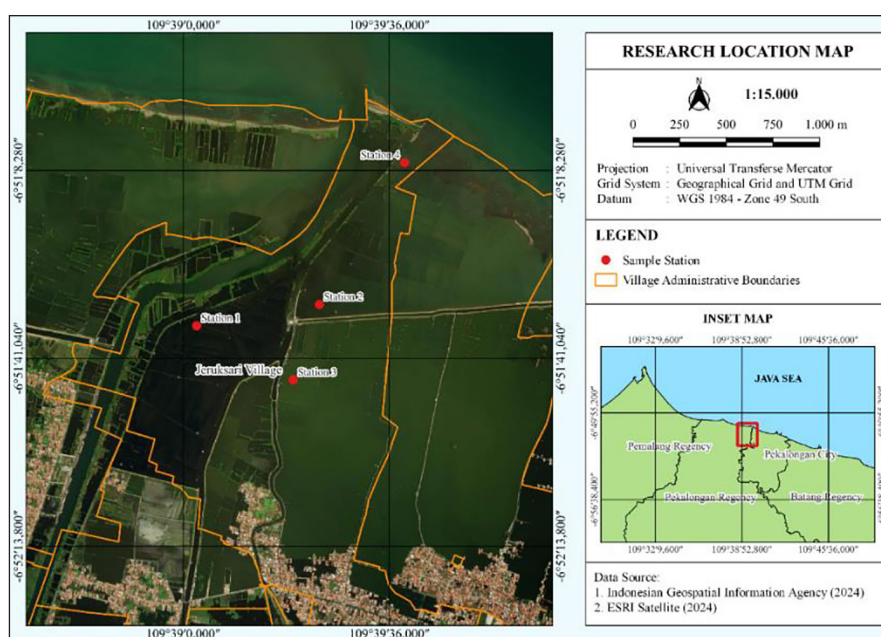 109°39'0,000"
109°39'36,000"
-6°51'8,280"
-6°51'41,040"
-6°52'13,800"
Station 4
Station 2
Station 1
Jeruksari Village
Station 3
-6°51'8,280"
-6°51'41,040"
-6°52'13,800"
109°39'0,000"
109°39'36,000"
RESEARCH LOCATION MAP
N
1:15.000
0 250 500 750 1.000 m
Projection : Universal Transferse Mercator
Grid System : Geographical Grid and UTM Grid
Datum : WGS 1984 - Zone 49 South
LEGEND
Sample Station
Village Administrative Boundaries
INSET MAP
109°32'9,600" 109°38'52,800" 109°45'36,000"
JAVA SEA
-6°49'55,200"
Pemalang Regency
Pekalongan City
-6°56'38,400"
Pekalongan Regency
Batang Regency
109°32'9,600" 109°38'52,800" 109°45'36,000"
Data Source:
1. Indonesian Geospatial Information Agency (2024)
2. ESRI Satellite (2024)